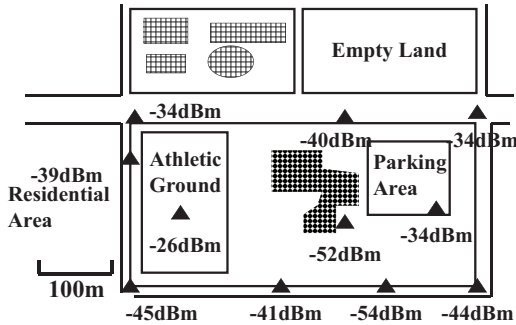 Empty Land
-34dBm
-40dBm
-34dBm
-39dBm
Residential
Area
Athletic
Ground
-26dBm
Parking
Area
-34dBm
-52dBm
100m
-45dBm
-41dBm
-54dBm
-44dBm